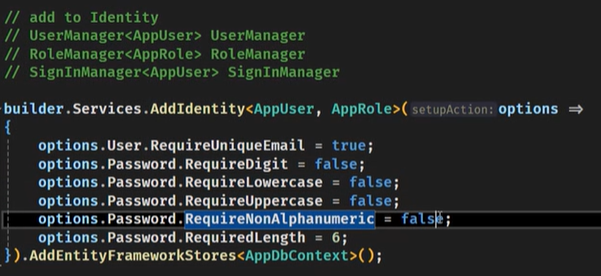 // add to Identity
// UserManager<AppUser> UserManager
// RoleManager<AppRole> RoleManager
// SignInManager<AppUser> SignInManager
builder.Services.AddIdentity<AppUser, AppRole>(setupAction: options =>
{
options.User.RequireUniqueEmail = true;
options.Password.RequireDigit = false;
options.Password.RequireLowercase = false;
options.Password.RequireUppercase = false;
options.Password.RequireNonAlphanumeric = false;
options.Password.RequiredLength = 6;
}).AddEntityFrameworkStores<AppDbContext>();